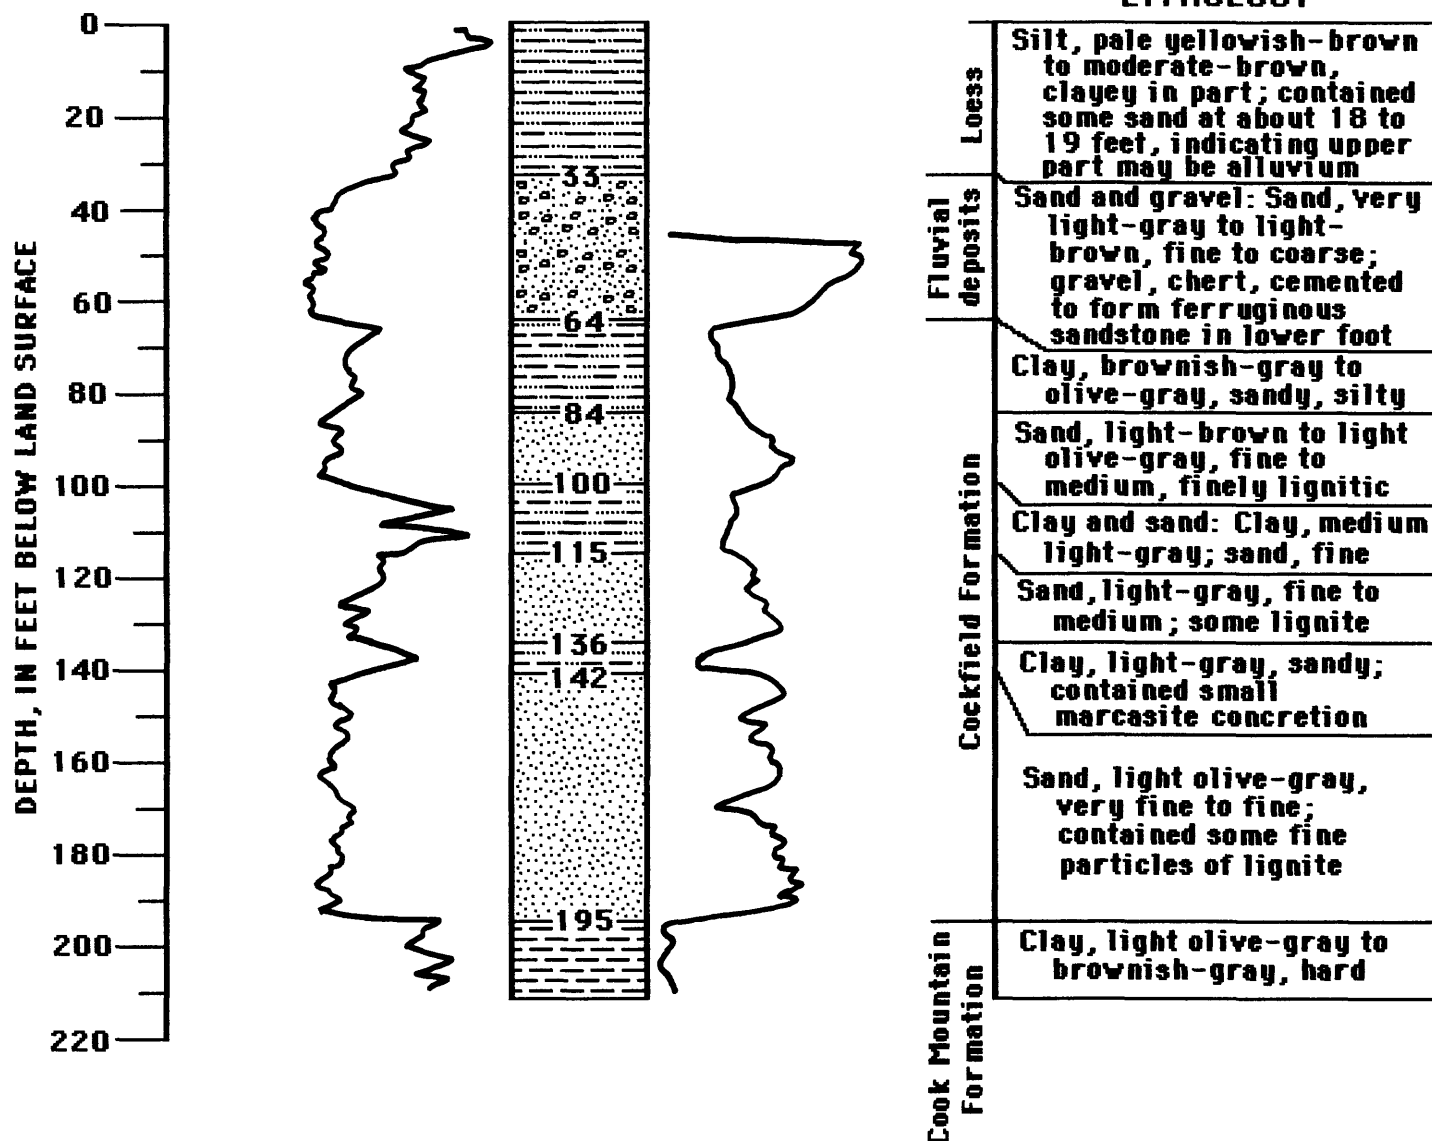 LITHOLOGY
DEPTH, IN FEET BELOW LAND SURFACE
0
20
40
60
80
100
120
140
160
180
200
220
33
64
84
100
115
136
142
195
Loess
Silt, pale yellowish-brown
to moderate-brown,
clayey in part; contained
some sand at about 18 to
19 feet, indicating upper
part may be alluvium
Fluvial
deposits
Sand and gravel: Sand, very
light-gray to light-
brown, fine to coarse;
gravel, chert, cemented
to form ferruginous
sandstone in lower foot
Cockfield Formation
Clay, brownish-gray to
olive-gray, sandy, silty
Sand, light-brown to light
olive-gray, fine to
medium, finely lignitic
Clay and sand: Clay, medium
light-gray; sand, fine
Sand, light-gray, fine to
medium; some lignite
Clay, light-gray, sandy;
contained small
marcasite concretion
Sand, light olive-gray,
very fine to fine;
contained some fine
particles of lignite
Cook Mountain
Formation
Clay, light olive-gray to
brownish-gray, hard